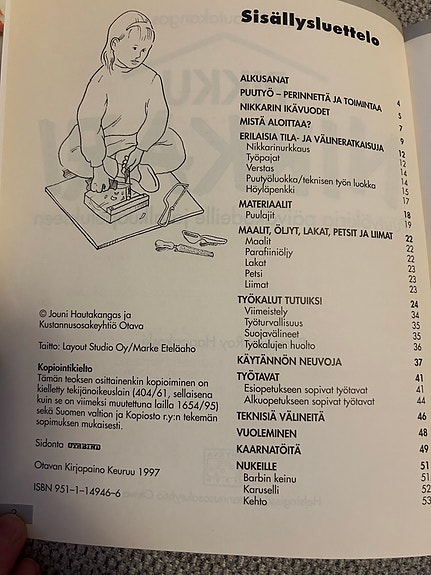 Sisällysluettelo
ALKUSANAT 4
PUUTYÖ – PERINNETTÄ JA TOIMINTAA 5
NIKKARIN IKÄVUODET 7
MISTÄ ALOITTAA? 9
ERILAISIA TILA- JA VÄLINERATKAISUJA 12
Nikkarinurkkaus 12
Työpajat 14
Verstas 14
Puutyöluokka/teknisen työn luokka 15
Höyläpenkki 17
MATERIAALIT 18
Puulajit 19
MAALIT, ÖLJYT, LAKAT, PETSIT JA LIIMAT 22
Maalit 22
Parafiiniöljy 22
Lakat 23
Petsi 23
Liimat 23
TYÖKALUT TUTUIKSI 24
Viimeistely 34
Työturvallisuus 35
Suojavälineet 35
Työkalujen huolto 36
KÄYTÄNNÖN NEUVOJA 37
TYÖTAVAT 41
Esiopetukseen sopivat työtavat 41
Alkuopetukseen sopivat työtavat 44
TEKNISIÄ VÄLINEITÄ 46
VUOLEMINEN 48
KAARNATÖITÄ 49
NUKEILLE 51
Barbin keinu 51
Karuselli 52
Kehto 53
© Jouni Hautakangas ja
Kustannusosakeyhtiö Otava
Taitto: Layout Studio Oy/Marke Eteläaho
Kopiointikielto
Tämän teoksen osittainenkin kopioiminen on
kielletty tekijänoikeuslain (404/61, sellaisena
kuin se on viimeksi muutettuna lailla 1654/95)
sekä Suomen valtion ja Kopiosto r.y:n tekemän
sopimuksen mukaisesti.
Sidonta OTABIND
Otavan Kirjapaino Keuruu 1997
ISBN 951–1–14946–6